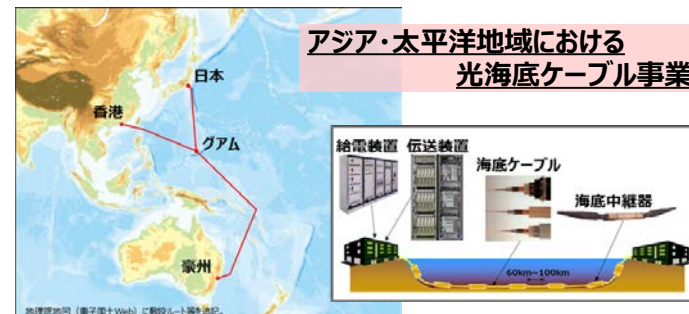 アジア・太平洋地域における
光海底ケーブル事業
日本
香港
グアム
豪州
地理院地図（電子国土Web）に敷設ルート等を追記。
給電装置 伝送装置
海底ケーブル
海底中継器
60km~100km